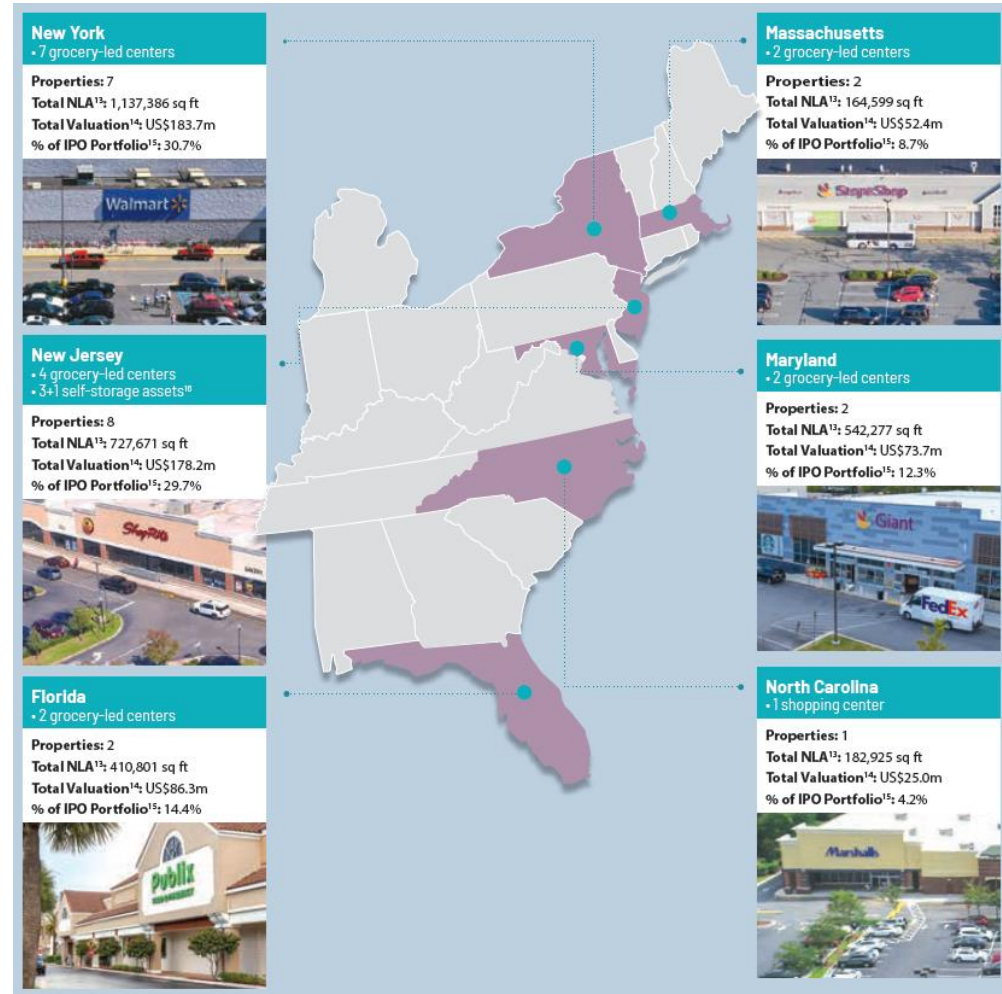 New York
• 7 grocery-led centers
Properties: 7
Total NLA¹³: 1,137,386 sq ft
Total Valuation¹⁴: US$183.7m
% of IPO Portfolio¹⁵: 30.7%
Walmart
New Jersey
• 4 grocery-led centers
• 3+1 self-storage assets¹⁶
Properties: 8
Total NLA¹³: 727,671 sq ft
Total Valuation¹⁴: US$178.2m
% of IPO Portfolio¹⁵: 29.7%
ShopRite
Florida
• 2 grocery-led centers
Properties: 2
Total NLA¹³: 410,801 sq ft
Total Valuation¹⁴: US$86.3m
% of IPO Portfolio¹⁵: 14.4%
Publix
Massachusetts
• 2 grocery-led centers
Properties: 2
Total NLA¹³: 164,599 sq ft
Total Valuation¹⁴: US$52.4m
% of IPO Portfolio¹⁵: 8.7%
Stop&Shop
Maryland
• 2 grocery-led centers
Properties: 2
Total NLA¹³: 542,277 sq ft
Total Valuation¹⁴: US$73.7m
% of IPO Portfolio¹⁵: 12.3%
Giant
FedEx
North Carolina
• 1 shopping center
Properties: 1
Total NLA¹³: 182,925 sq ft
Total Valuation¹⁴: US$25.0m
% of IPO Portfolio¹⁵: 4.2%
Marshalls